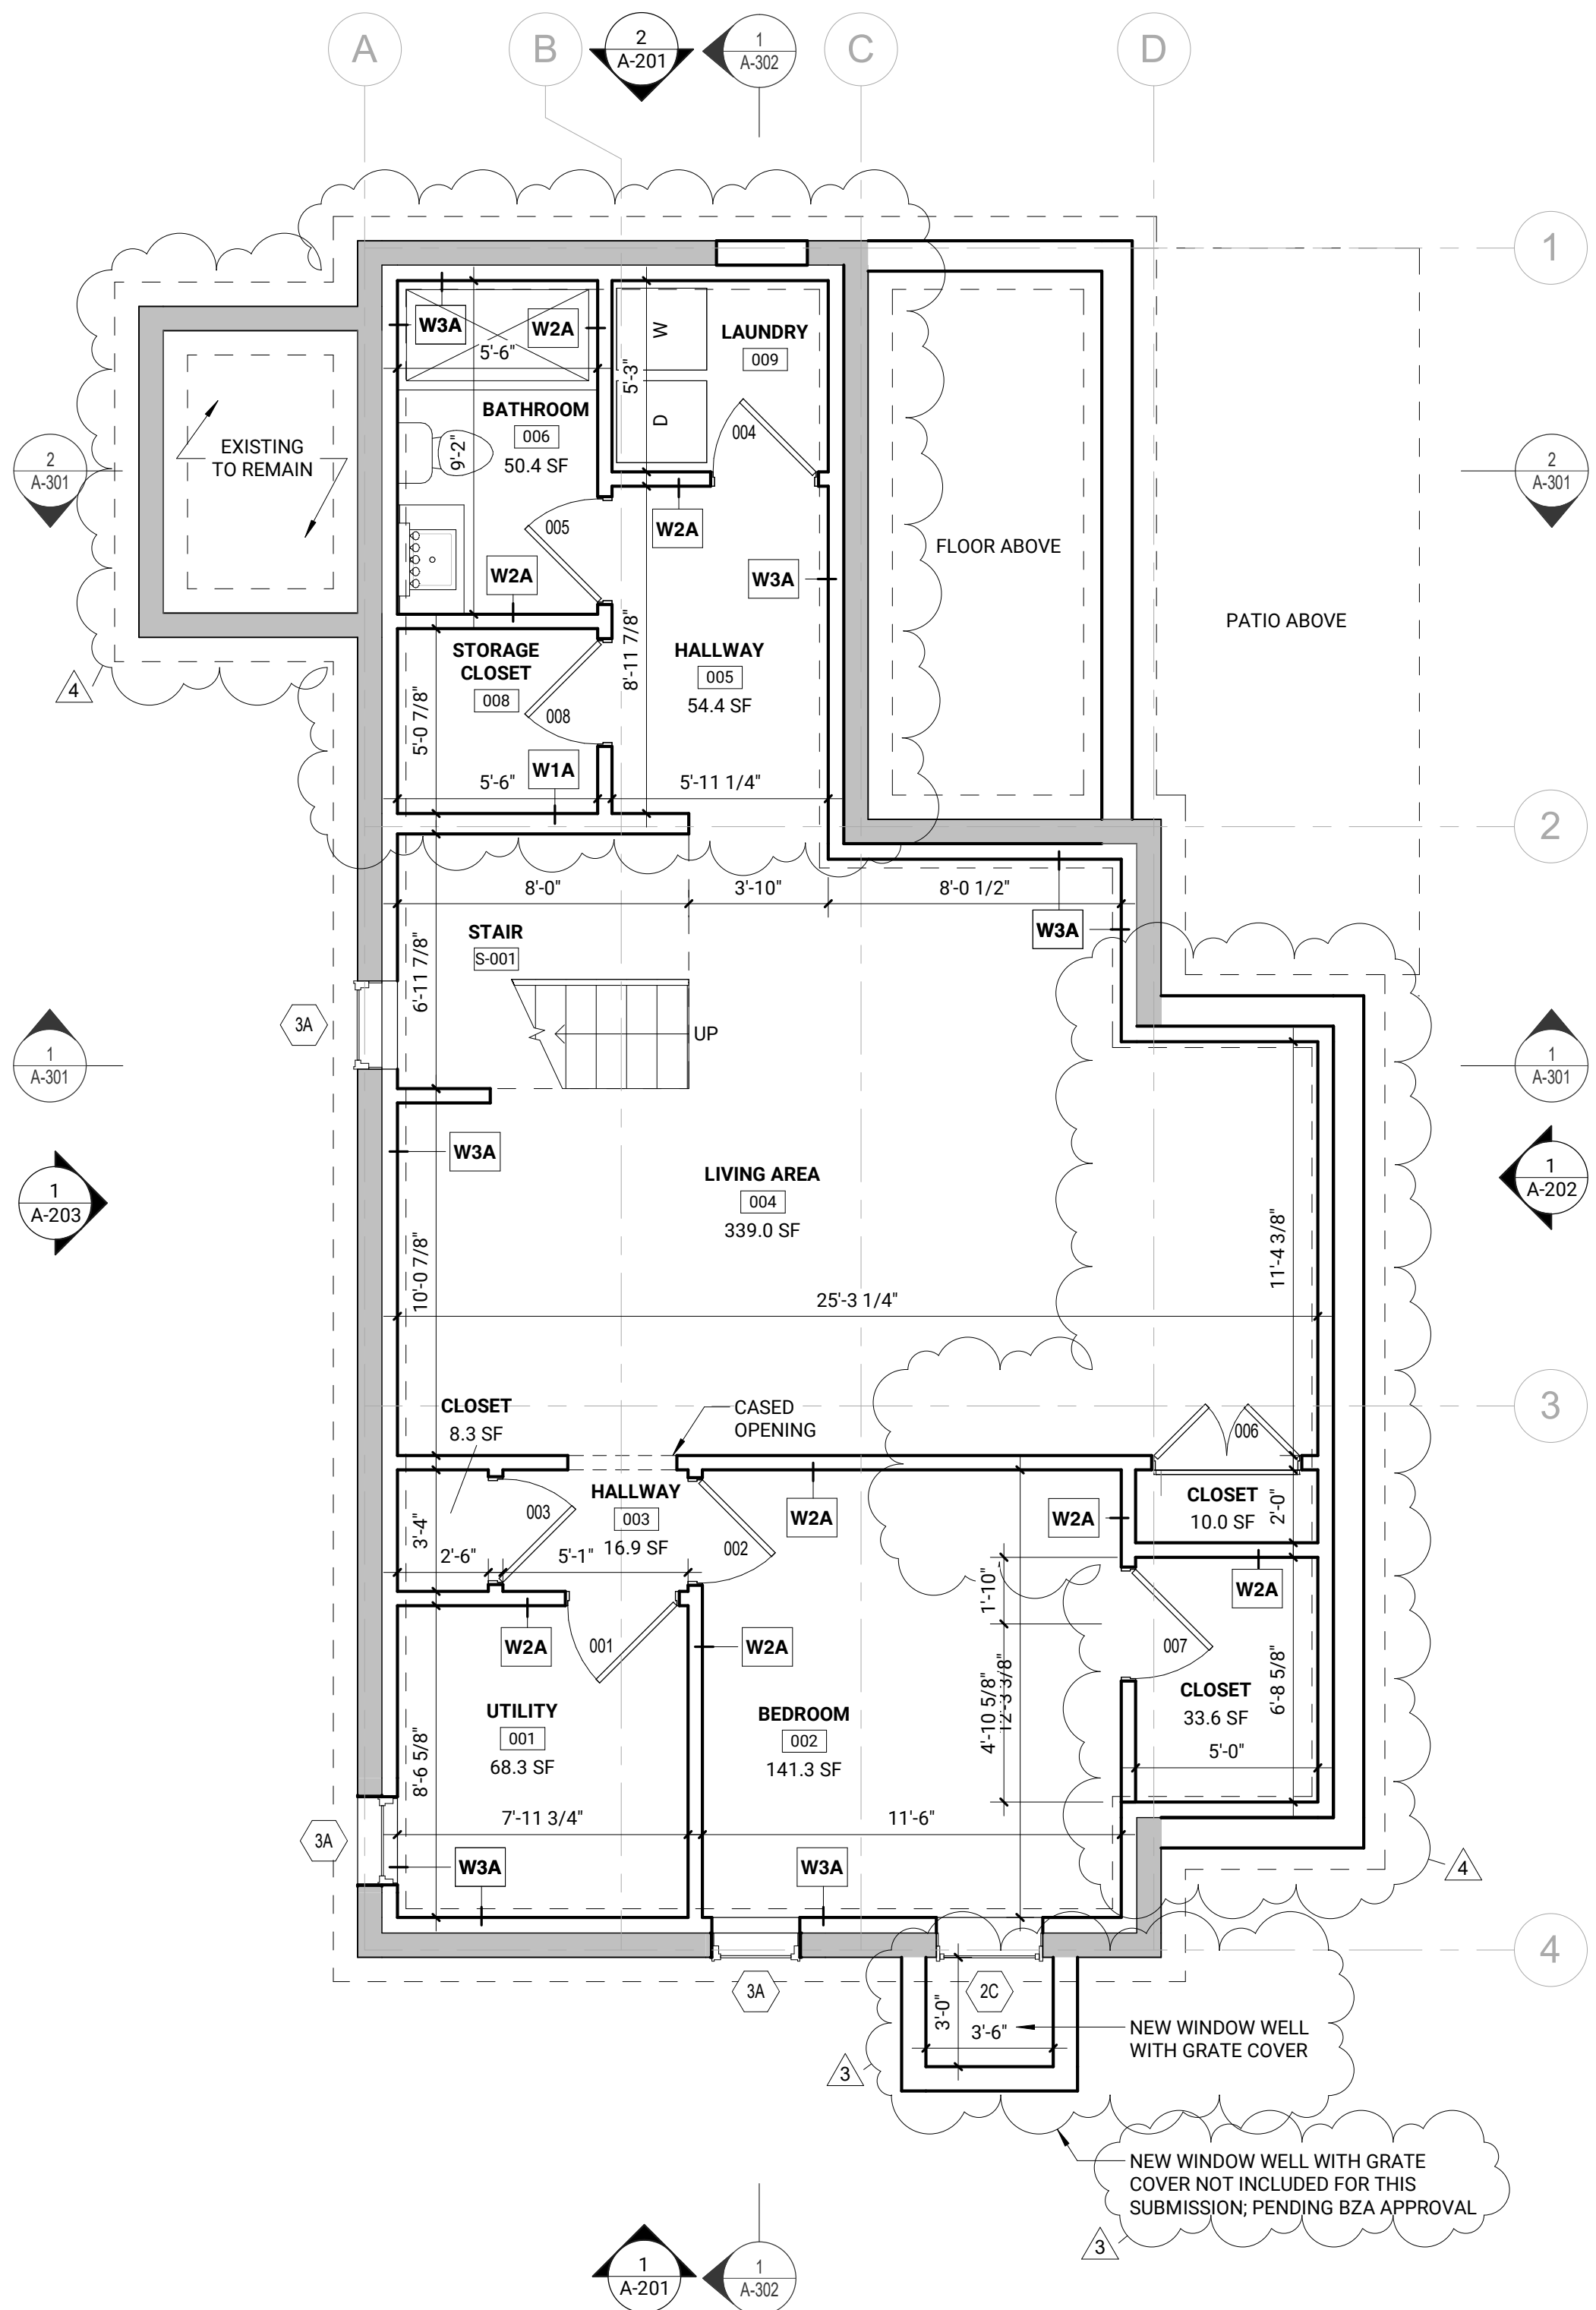 A
B
2
A-201
1
A-302
C
D
1
W3A
W2A
5'-6"
W
5'-3"
D
LAUNDRY
009
004
BATHROOM
006
50.4 SF
9'-2"
EXISTING
TO REMAIN
2
A-301
2
A-301
005
W2A
W2A
W3A
FLOOR ABOVE
PATIO ABOVE
STORAGE
CLOSET
008
008
5'-0 7/8"
8'-11 7/8"
HALLWAY
005
54.4 SF
4
W1A
5'-6"
5'-11 1/4"
2
8'-0"
3'-10"
8'-0 1/2"
STAIR
S-001
W3A
6'-11 7/8"
3A
UP
1
A-301
1
A-301
W3A
1
A-203
LIVING AREA
004
339.0 SF
1
A-202
10'-0 7/8"
11'-4 3/8"
25'-3 1/4"
CLOSET
8.3 SF
CASED
OPENING
3
006
HALLWAY
003
16.9 SF
003
002
W2A
W2A
CLOSET
10.0 SF
2'-0"
3'-4"
2'-6"
5'-1"
1'-10"
W2A
W2A
001
W2A
007
4'-10 5/8"
12'-3 3/8"
6'-8 5/8"
UTILITY
001
68.3 SF
BEDROOM
002
141.3 SF
CLOSET
33.6 SF
5'-0"
8'-6 5/8"
7'-11 3/4"
11'-6"
3A
W3A
W3A
4
4
3A
2C
3'-0"
3'-6"
NEW WINDOW WELL
WITH GRATE COVER
3
NEW WINDOW WELL WITH GRATE
COVER NOT INCLUDED FOR THIS
SUBMISSION; PENDING BZA APPROVAL
3
1
A-201
1
A-302